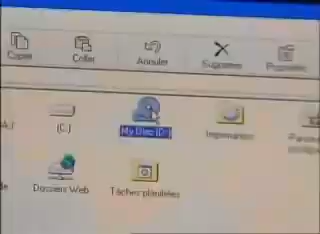 Copier Coller Annuler Supprimer Propriétés
(C:) My Disc (D:) Imprimantes
Dossiers Web Tâches planifiées